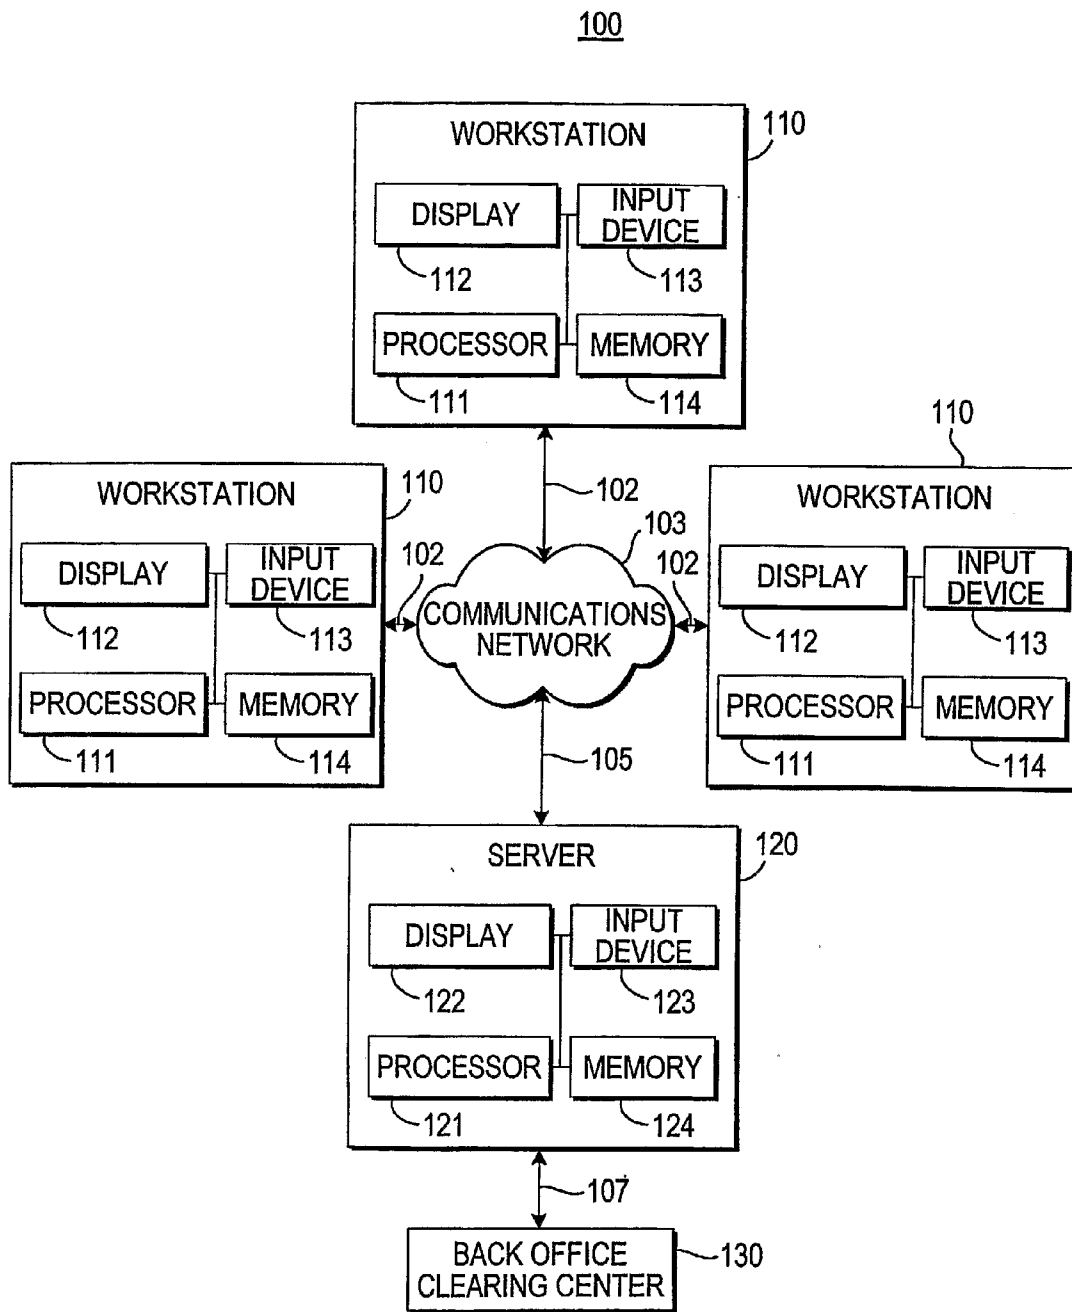 100
WORKSTATION
110
DISPLAY
INPUT
DEVICE
112
113
PROCESSOR
MEMORY
111
114
102
WORKSTATION
110
DISPLAY
INPUT
DEVICE
112
113
PROCESSOR
MEMORY
111
114
102
103
COMMUNICATIONS
NETWORK
102
110
WORKSTATION
DISPLAY
INPUT
DEVICE
112
113
PROCESSOR
MEMORY
111
114
105
SERVER
120
DISPLAY
INPUT
DEVICE
122
123
PROCESSOR
MEMORY
121
124
107
BACK OFFICE
CLEARING CENTER
130